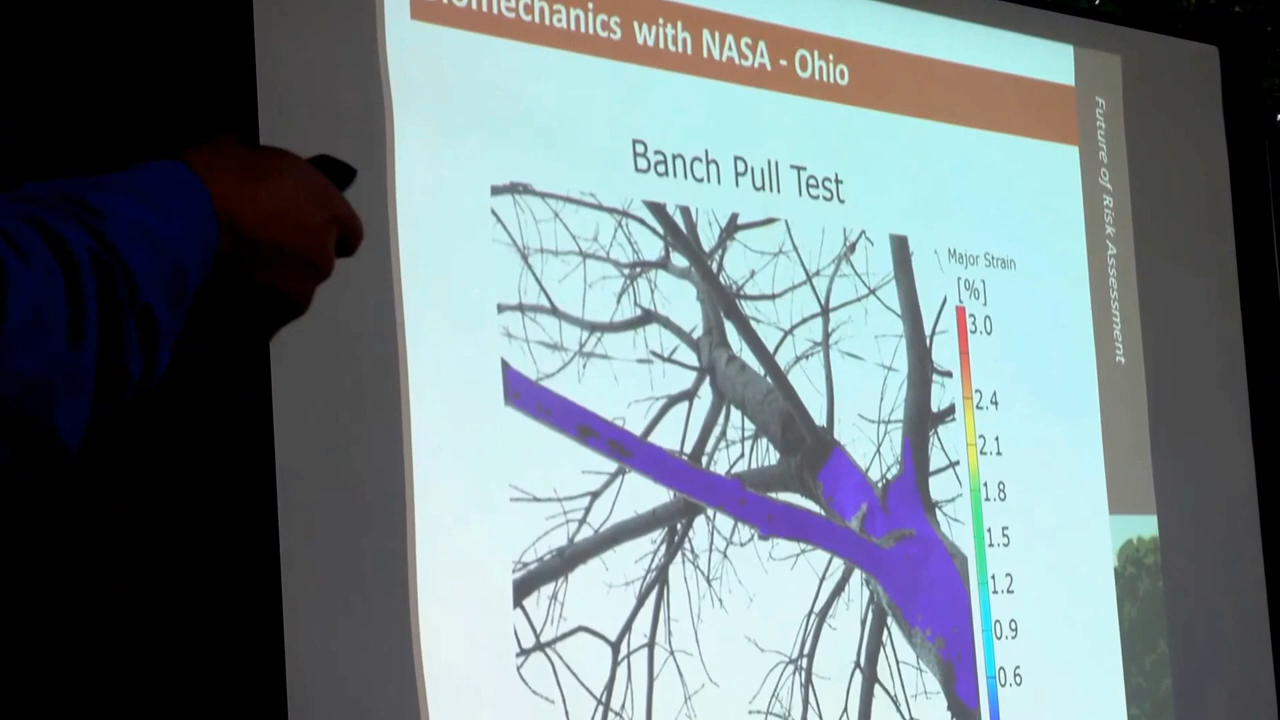 Biomechanics with NASA - Ohio
Banch Pull Test
Major Strain
[%]
3.0
2.4
2.1
1.8
1.5
1.2
0.9
0.6
Future of Risk Assessment